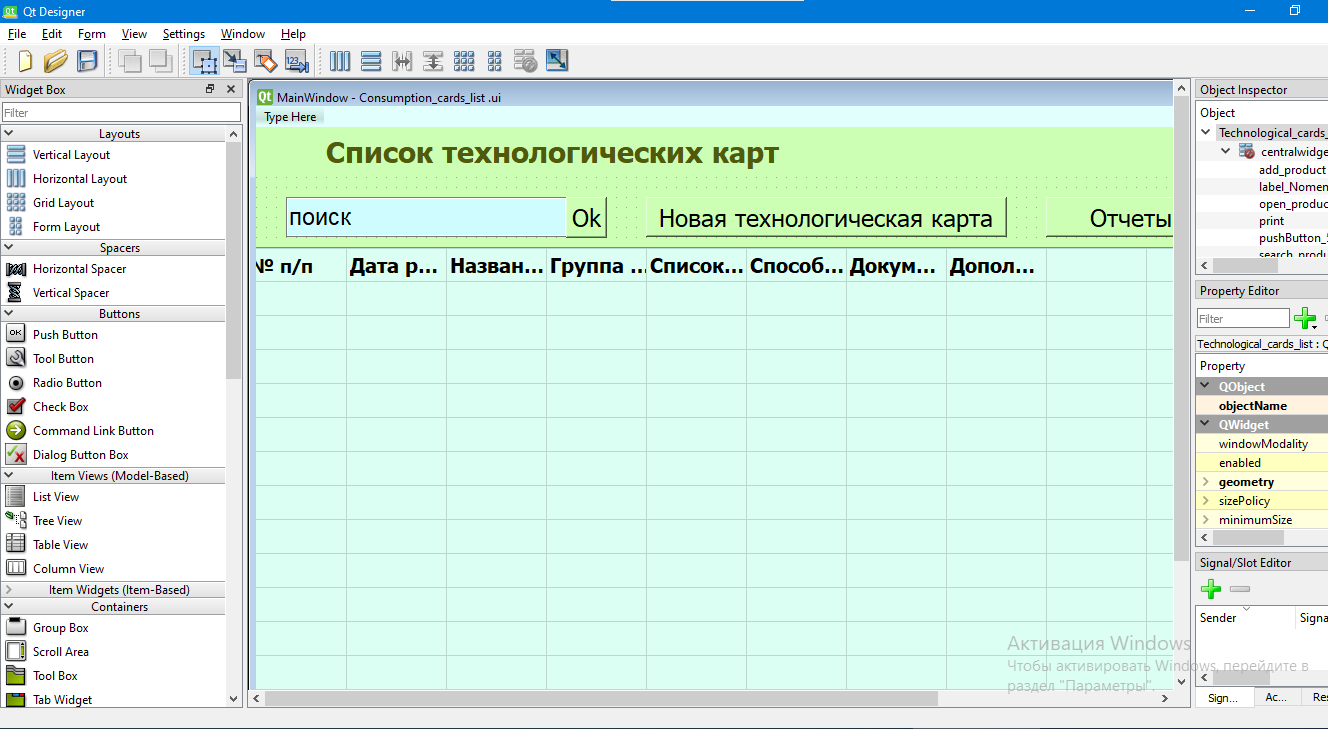 Qt Designer
File Edit Form View Settings Window Help
Widget Box
Filter
Layouts
Vertical Layout
Horizontal Layout
Grid Layout
Form Layout
Spacers
Horizontal Spacer
Vertical Spacer
Buttons
OK Push Button
Tool Button
Radio Button
Check Box
Command Link Button
Dialog Button Box
Item Views (Model-Based)
List View
Tree View
Table View
Column View
Item Widgets (Item-Based)
Containers
Group Box
Scroll Area
Tool Box
Tab Widget
Qt MainWindow - Consumption_cards_list .ui
Type Here
Список технологических карт
поиск Ok Новая технологическая карта Отчеты
№ п/п Дата р... Назван... Группа ... Список... Способ... Докум... Допол...
Object Inspector
Object
Technological_cards_
centralwidge
add_product
label_Nomen
open_produc
print
pushButton_
search_produ
Property Editor
Filter
Technological_cards_list : Q
Property
QObject
objectName
QWidget
windowModality
enabled
geometry
sizePolicy
minimumSize
Signal/Slot Editor
Sender Signa
Sign... Ac... Res
Активация Windows
Чтобы активировать Windows, перейдите в
раздел "Параметры".